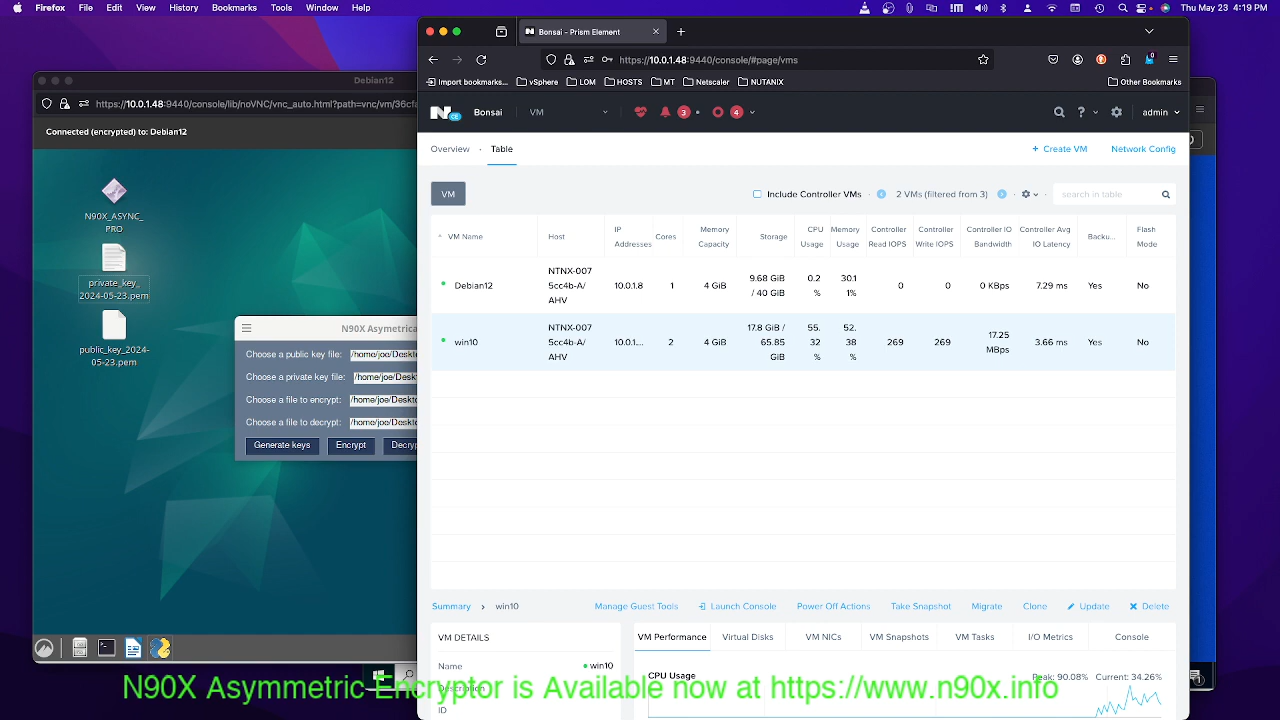 Firefox File Edit View History Bookmarks Tools Window Help
Thu May 23 4:19 PM
Debian12
https://10.0.1.48:9440/console/lib/noVNC/vnc_auto.html?path=vnc/vm/36cfa
Connected (encrypted) to: Debian12
N90X_ASYNC_
PRO
private_key_
2024-05-23.pem
public_key_2024-
05-23.pem
N90X Asymetrica
Choose a public key file: /home/joe/Deskto
Choose a private key file: /home/joe/Deskt
Choose a file to encrypt: /home/joe/Deskto
Choose a file to decrypt: /home/joe/Deskto
Generate keys Encrypt Decryp
Bonsai - Prism Element
https://10.0.1.48:9440/console/#page/vms
Import bookmarks... vSphere LOM HOSTS MT Netscaler NUTANIX Other Bookmarks
N CE Bonsai VM 3 4 ? admin
Overview · Table + Create VM Network Config
VM Include Controller VMs · 2 VMs (filtered from 3) · search in table
VM Name Host IP Addresses Cores Memory Capacity Storage CPU Usage Memory Usage Controller Read IOPS Controller Write IOPS Controller IO Bandwidth Controller Avg IO Latency Backu... Flash Mode
Debian12 NTNX-007 5cc4b-A/ AHV 10.0.1.8 1 4 GiB 9.68 GiB / 40 GiB 0.2 % 30.1 1% 0 0 0 KBps 7.29 ms Yes No
win10 NTNX-007 5cc4b-A/ AHV 10.0.1... 2 4 GiB 17.8 GiB / 65.85 GiB 55. 32 % 52. 38 % 269 269 17.25 MBps 3.66 ms Yes No
Summary › win10 Manage Guest Tools Launch Console Power Off Actions Take Snapshot Migrate Clone Update Delete
VM DETAILS
Name win10
Description
ID
VM Performance Virtual Disks VM NICs VM Snapshots VM Tasks I/O Metrics Console
CPU Usage Peak: 90.08% Current: 34.26%
N90X Asymmetric Encryptor is Available now at https://www.n90x.info